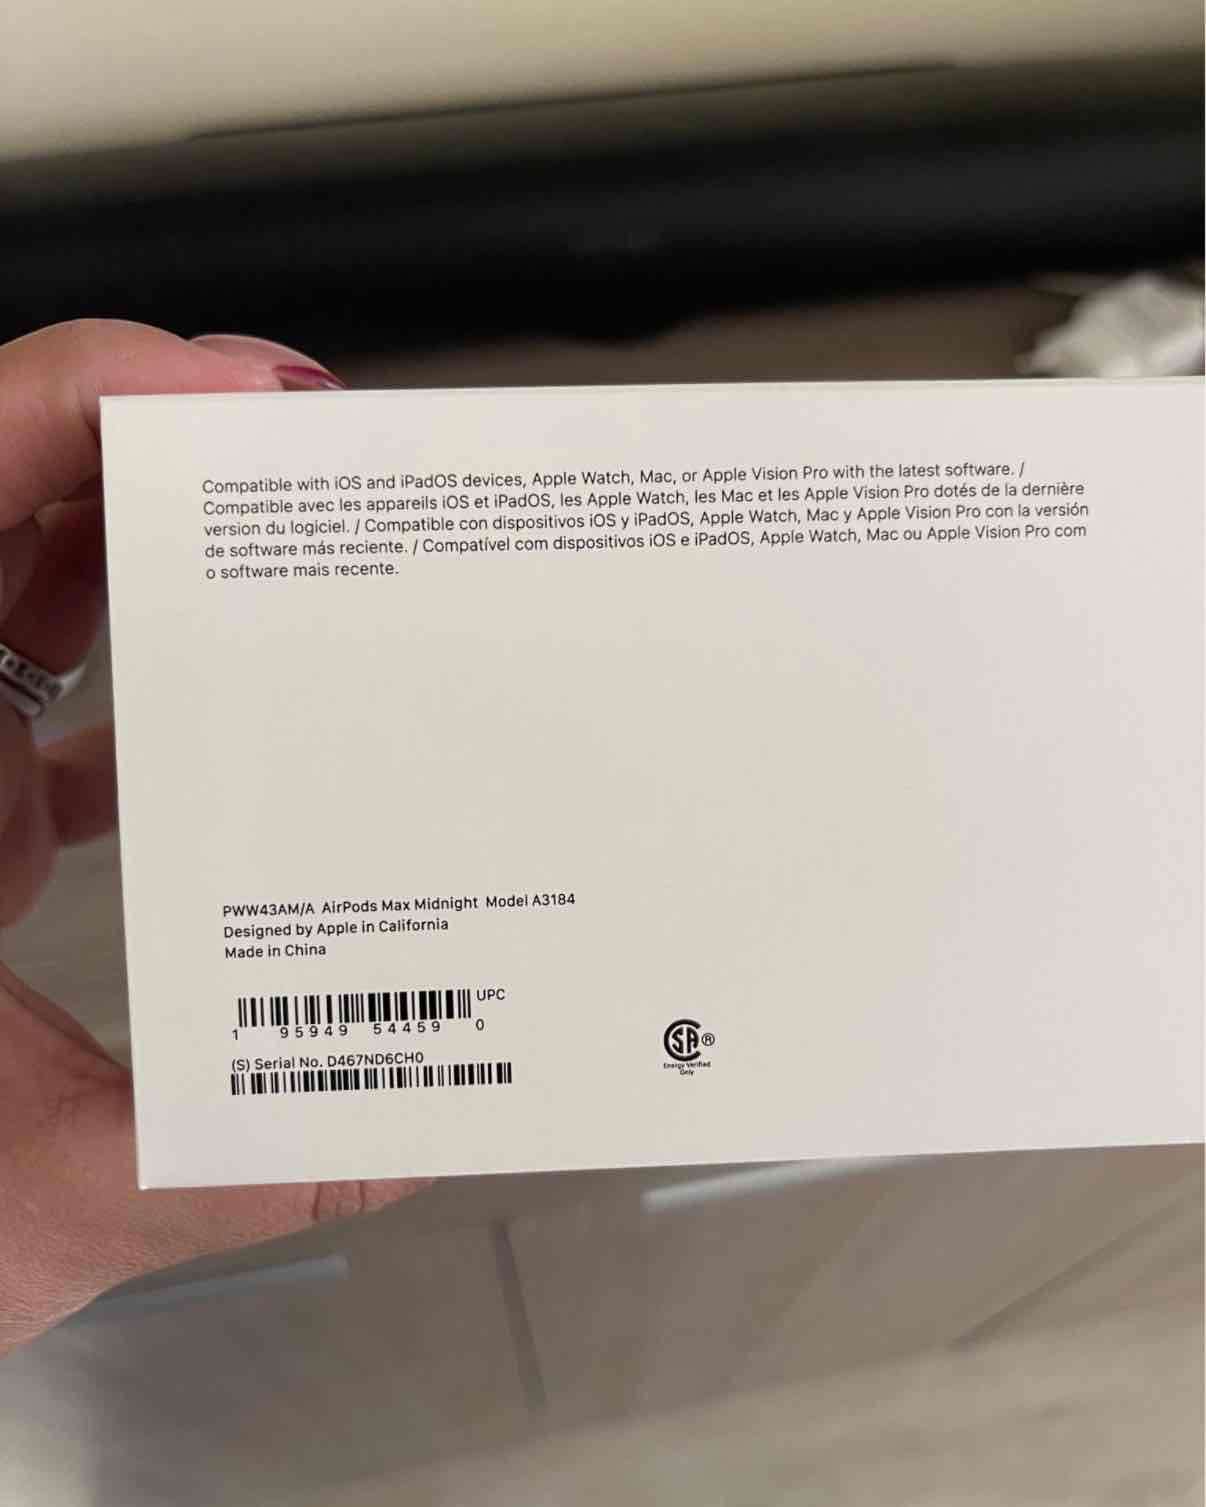 Compatible with iOS and iPadOS devices, Apple Watch, Mac, or Apple Vision Pro with the latest software. /
Compatible avec les appareils iOS et iPadOS, les Apple Watch, les Mac et les Apple Vision Pro dotés de la dernière
version du logiciel. / Compatible con dispositivos iOS y iPadOS, Apple Watch, Mac y Apple Vision Pro con la versión
de software más reciente. / Compatível com dispositivos iOS e iPadOS, Apple Watch, Mac ou Apple Vision Pro com
o software mais recente.
PWW43AM/A AirPods Max Midnight Model A3184
Designed by Apple in California
Made in China
UPC
1 95949 54459 0
(S) Serial No. D467ND6CH0
SA®
Energy Verified
Only